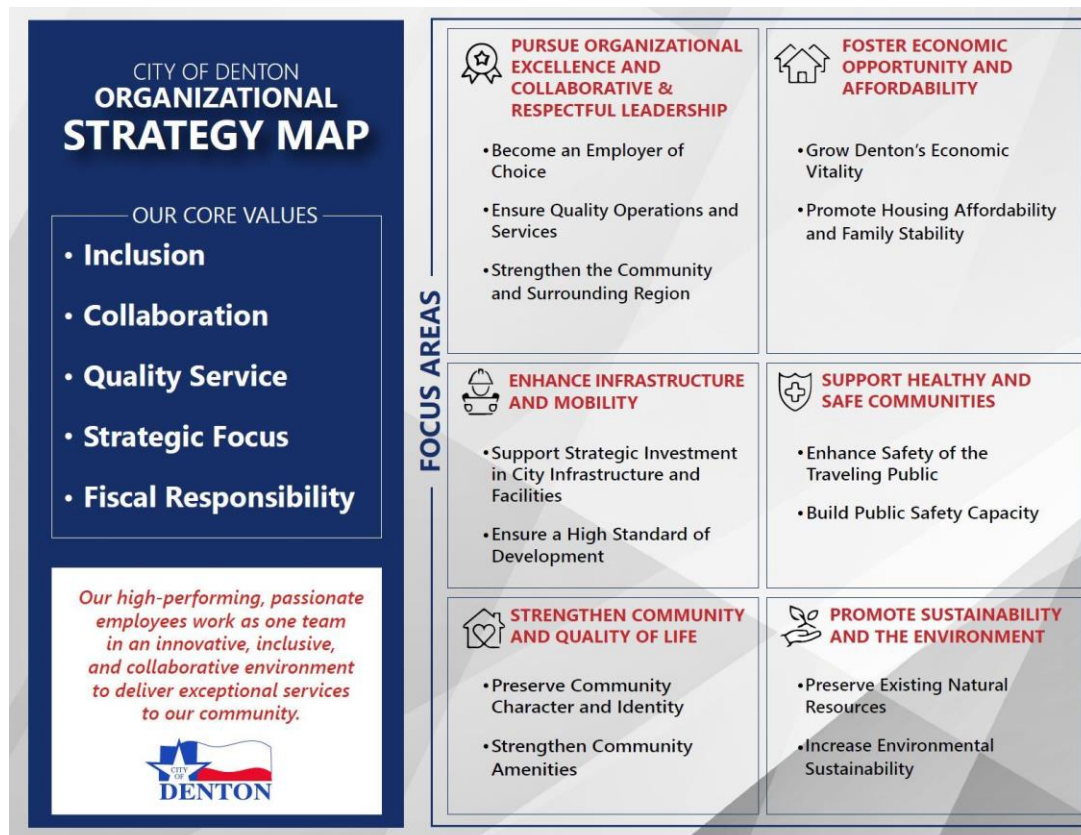 CITY OF DENTON
ORGANIZATIONAL
STRATEGY MAP
OUR CORE VALUES
• Inclusion
• Collaboration
• Quality Service
• Strategic Focus
• Fiscal Responsibility
Our high-performing, passionate
employees work as one team
in an innovative, inclusive,
and collaborative environment
to deliver exceptional services
to our community.
CITY
OF
DENTON
FOCUS AREAS
PURSUE ORGANIZATIONAL
EXCELLENCE AND
COLLABORATIVE &
RESPECTFUL LEADERSHIP
•Become an Employer of
Choice
•Ensure Quality Operations and
Services
•Strengthen the Community
and Surrounding Region
FOSTER ECONOMIC
OPPORTUNITY AND
AFFORDABILITY
•Grow Denton's Economic
Vitality
•Promote Housing Affordability
and Family Stability
ENHANCE INFRASTRUCTURE
AND MOBILITY
•Support Strategic Investment
in City Infrastructure and
Facilities
•Ensure a High Standard of
Development
SUPPORT HEALTHY AND
SAFE COMMUNITIES
•Enhance Safety of the
Traveling Public
•Build Public Safety Capacity
STRENGTHEN COMMUNITY
AND QUALITY OF LIFE
•Preserve Community
Character and Identity
•Strengthen Community
Amenities
PROMOTE SUSTAINABILITY
AND THE ENVIRONMENT
•Preserve Existing Natural
Resources
•Increase Environmental
Sustainability